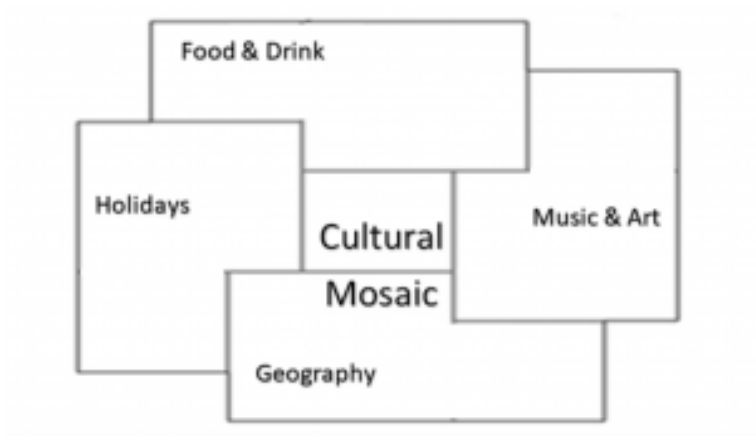 Food & Drink
Holidays
Music & Art
Cultural
Mosaic
Geography